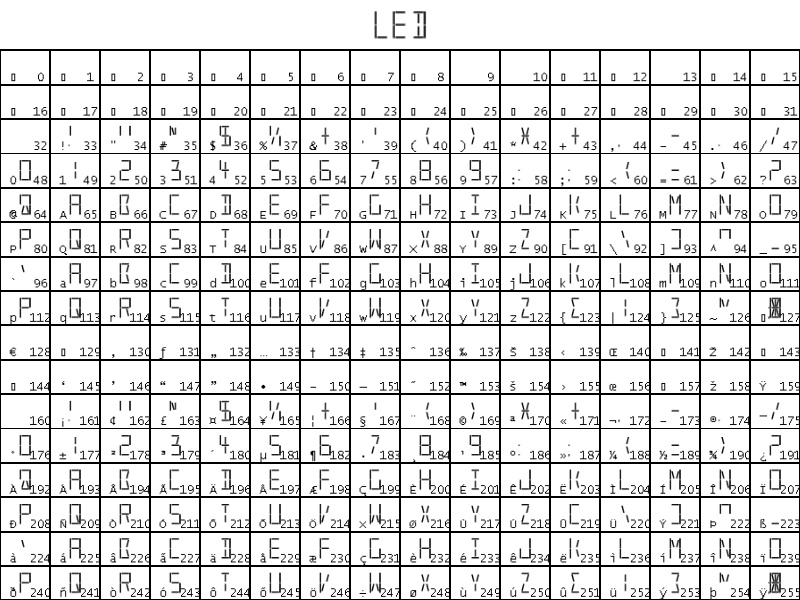 LED
0 1 2 3 4 5 6 7 8 9 10 11 12 13 14 15
16 17 18 19 20 21 22 23 24 25 26 27 28 29 30 31
32 ! 33 " 34 # 35 $ 36 % 37 & 38 ' 39 ( 40 ) 41 * 42 + 43 , 44 - 45 . 46 / 47
0 0 48 1 1 49 2 2 50 3 3 51 4 4 52 5 5 53 6 6 54 7 7 55 8 8 56 9 9 57 : 58 ; 59 < 60 = 61 > 62 ? 63
@ 64 A A 65 B B 66 C C 67 D D 68 E E 69 F F 70 G G 71 H H 72 I I 73 J J 74 K K 75 L L 76 M M 77 N N 78 O O 79
P P 80 Q Q 81 R R 82 S S 83 T T 84 U U 85 V V 86 W W 87 X X 88 Y Y 89 Z Z 90 [ [ 91 \ \ 92 ] ] 93 ^ 94 _ 95
` 96 a A 97 b B 98 c C 99 d D 100 e E 101 f F 102 g G 103 h H 104 i I 105 j J 106 k K 107 l L 108 m M 109 n N 110 o O 111
p P 112 q Q 113 r R 114 s S 115 t T 116 u U 117 v V 118 w W 119 x X 120 y Y 121 z Z 122 { 123 | 124 } 125 ~ 126 127
€ 128 129 ‚ 130 ƒ 131 „ 132 … 133 † 134 ‡ 135 ˆ 136 ‰ 137 Š 138 ‹ 139 Œ 140 141 Ž 142 143
144 ‘ 145 ’ 146 “ 147 ” 148 • 149 – 150 — 151 ˜ 152 ™ 153 š 154 › 155 œ 156 157 ž 158 Ÿ 159
160 ¡ 161 ¢ 162 £ 163 ¤ 164 ¥ 165 ¦ 166 § 167 ¨ 168 © 169 ª 170 « 171 ¬ 172 173 ® 174 ¯ 175
° 176 ± 177 ² 178 ³ 179 ´ 180 µ 181 ¶ 182 · 183 ¸ 184 ¹ 185 º 186 » 187 ¼ 188 ½ 189 ¾ 190 ¿ 191
À 192 Á 193 Â 194 Ã 195 Ä 196 Å 197 Æ 198 Ç 199 È 200 É 201 Ê 202 Ë 203 Ì 204 Í 205 Î 206 Ï 207
Ð 208 Ñ 209 Ò 210 Ó 211 Ô 212 Õ 213 Ö 214 × 215 Ø 216 Ù 217 Ú 218 Û 219 Ü 220 Ý 221 Þ 222 ß 223
à 224 á 225 â 226 ã 227 ä 228 å 229 æ 230 ç 231 è 232 é 233 ê 234 ë 235 ì 236 í 237 î 238 ï 239
ð 240 ñ 241 ò 242 ó 243 ô 244 õ 245 ö 246 ÷ 247 ø 248 ù 249 ú 250 û 251 ü 252 ý 253 þ 254 ÿ 255